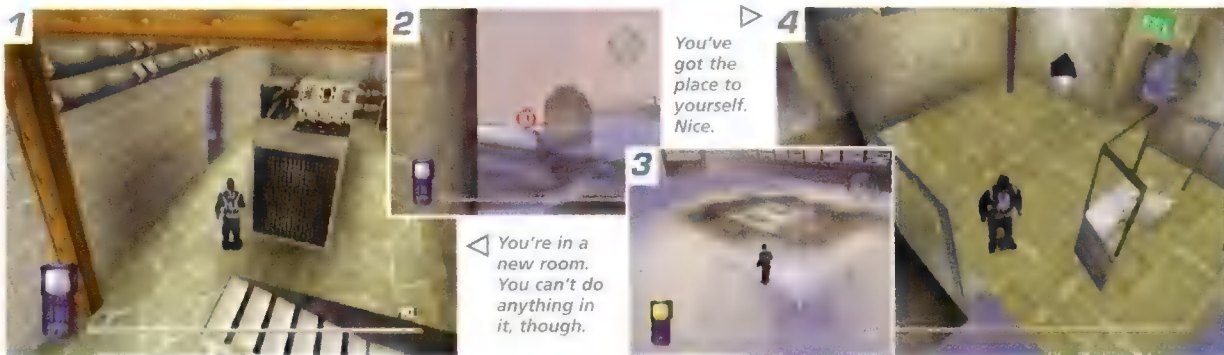 1
2
You've
got the
place to
yourself.
Nice.
4
3
You're in a
new room.
You can't do
anything in
it, though.